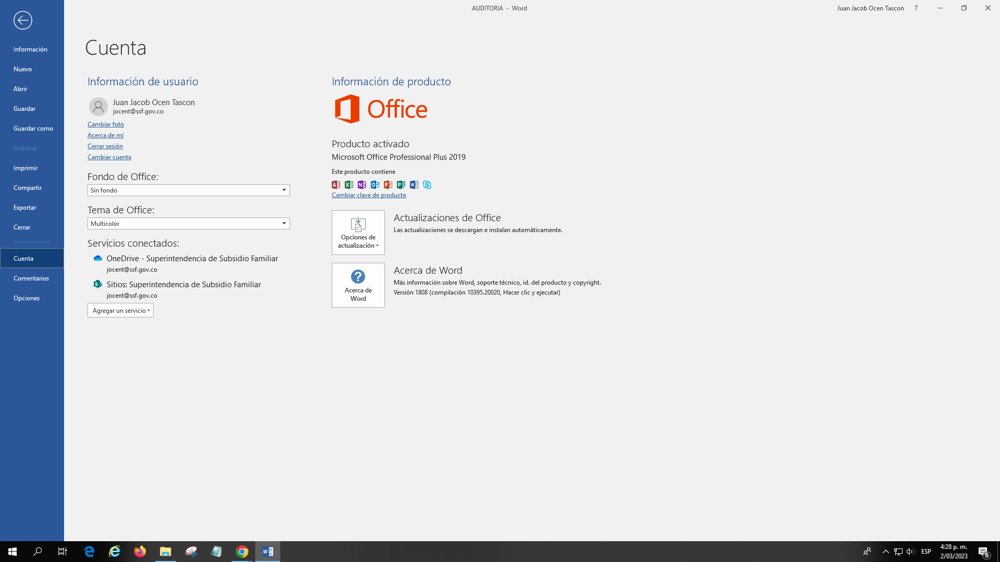 AUDITORIA - Word
Juan Jacob Ocen Tascon ?
Información
Nuevo
Abrir
Guardar
Guardar como
Historial
Imprimir
Compartir
Exportar
Cerrar
Cuenta
Comentarios
Opciones
Cuenta
Información de usuario
Juan Jacob Ocen Tascon
jocent@ssf.gov.co
Cambiar foto
Acerca de mí
Cerrar sesión
Cambiar cuenta
Fondo de Office:
Sin fondo
Tema de Office:
Multicolor
Servicios conectados:
OneDrive - Superintendencia de Subsidio Familiar
jocent@ssf.gov.co
Sitios: Superintendencia de Subsidio Familiar
jocent@ssf.gov.co
Agregar un servicio
Información de producto
Office
Producto activado
Microsoft Office Professional Plus 2019
Este producto contiene
Cambiar clave de producto
Opciones de
actualización
Actualizaciones de Office
Las actualizaciones se descargan e instalan automáticamente.
Acerca de
Word
Acerca de Word
Más información sobre Word, soporte técnico, id. del producto y copyright.
Versión 1808 (compilación 10395.20020, Hacer clic y ejecutar)
ESP
4:28 p. m.
2/03/2023
6